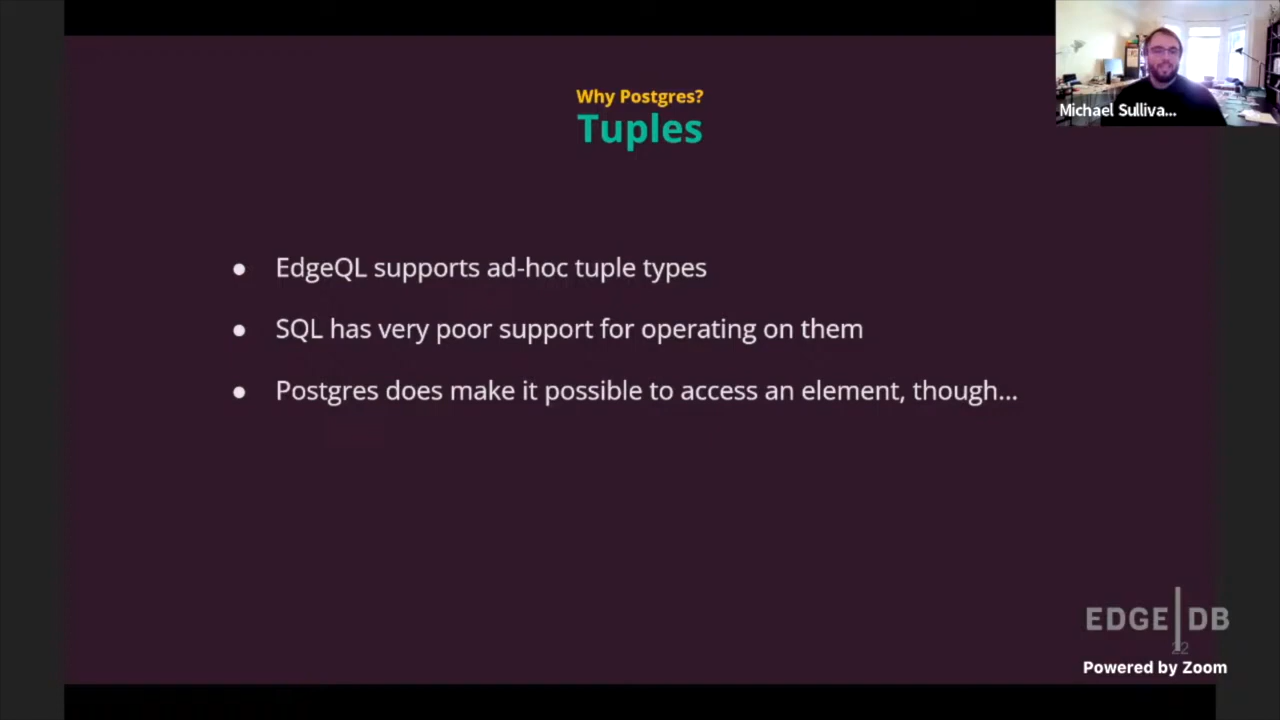 Why Postgres?
Tuples
Michael Sulliva...
● EdgeQL supports ad-hoc tuple types
● SQL has very poor support for operating on them
● Postgres does make it possible to access an element, though...
EDGE|DB
22
Powered by Zoom